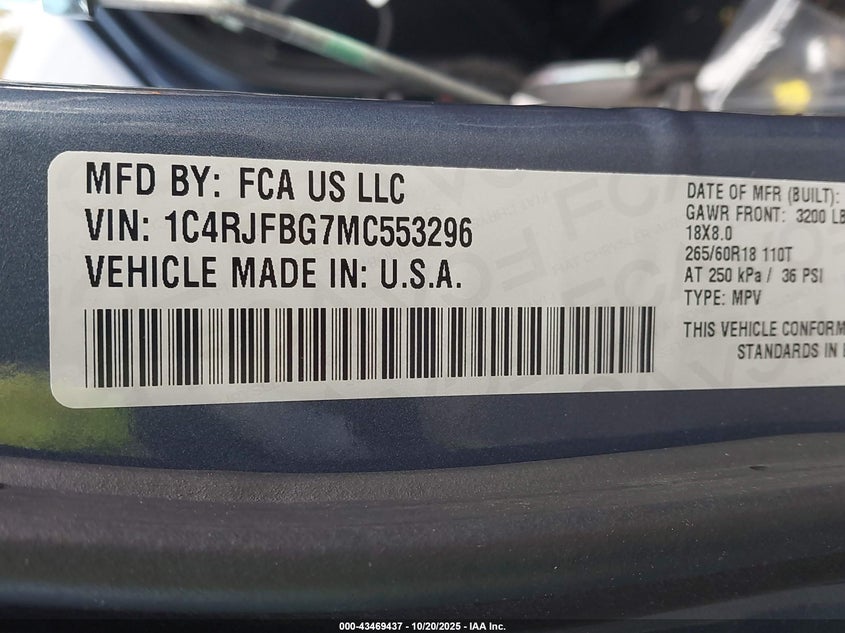 MFD BY: FCA US LLC
VIN: 1C4RJFBG7MC553296
VEHICLE MADE IN: U.S.A.
DATE OF MFR (BUILT):
GAWR FRONT: 3200 LB
18X8.0
265/60R18 110T
AT 250 kPa / 36 PSI
TYPE: MPV
THIS VEHICLE CONFORM
STANDARDS IN
000-43469437 - 10/20/2025 - IAA Inc.